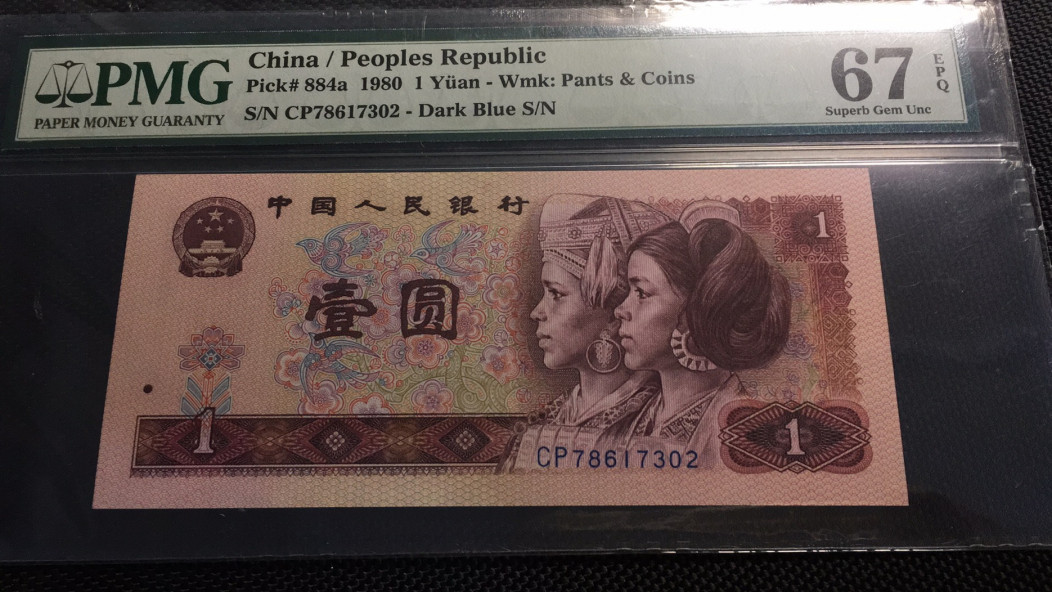 PMG
PAPER MONEY GUARANTY
China / Peoples Republic
Pick# 884a 1980 1 Yüan - Wmk: Pants & Coins
S/N CP78617302 - Dark Blue S/N
67
EPQ
Superb Gem Unc
中国人民银行
1
壹圆
1
1
CP78617302